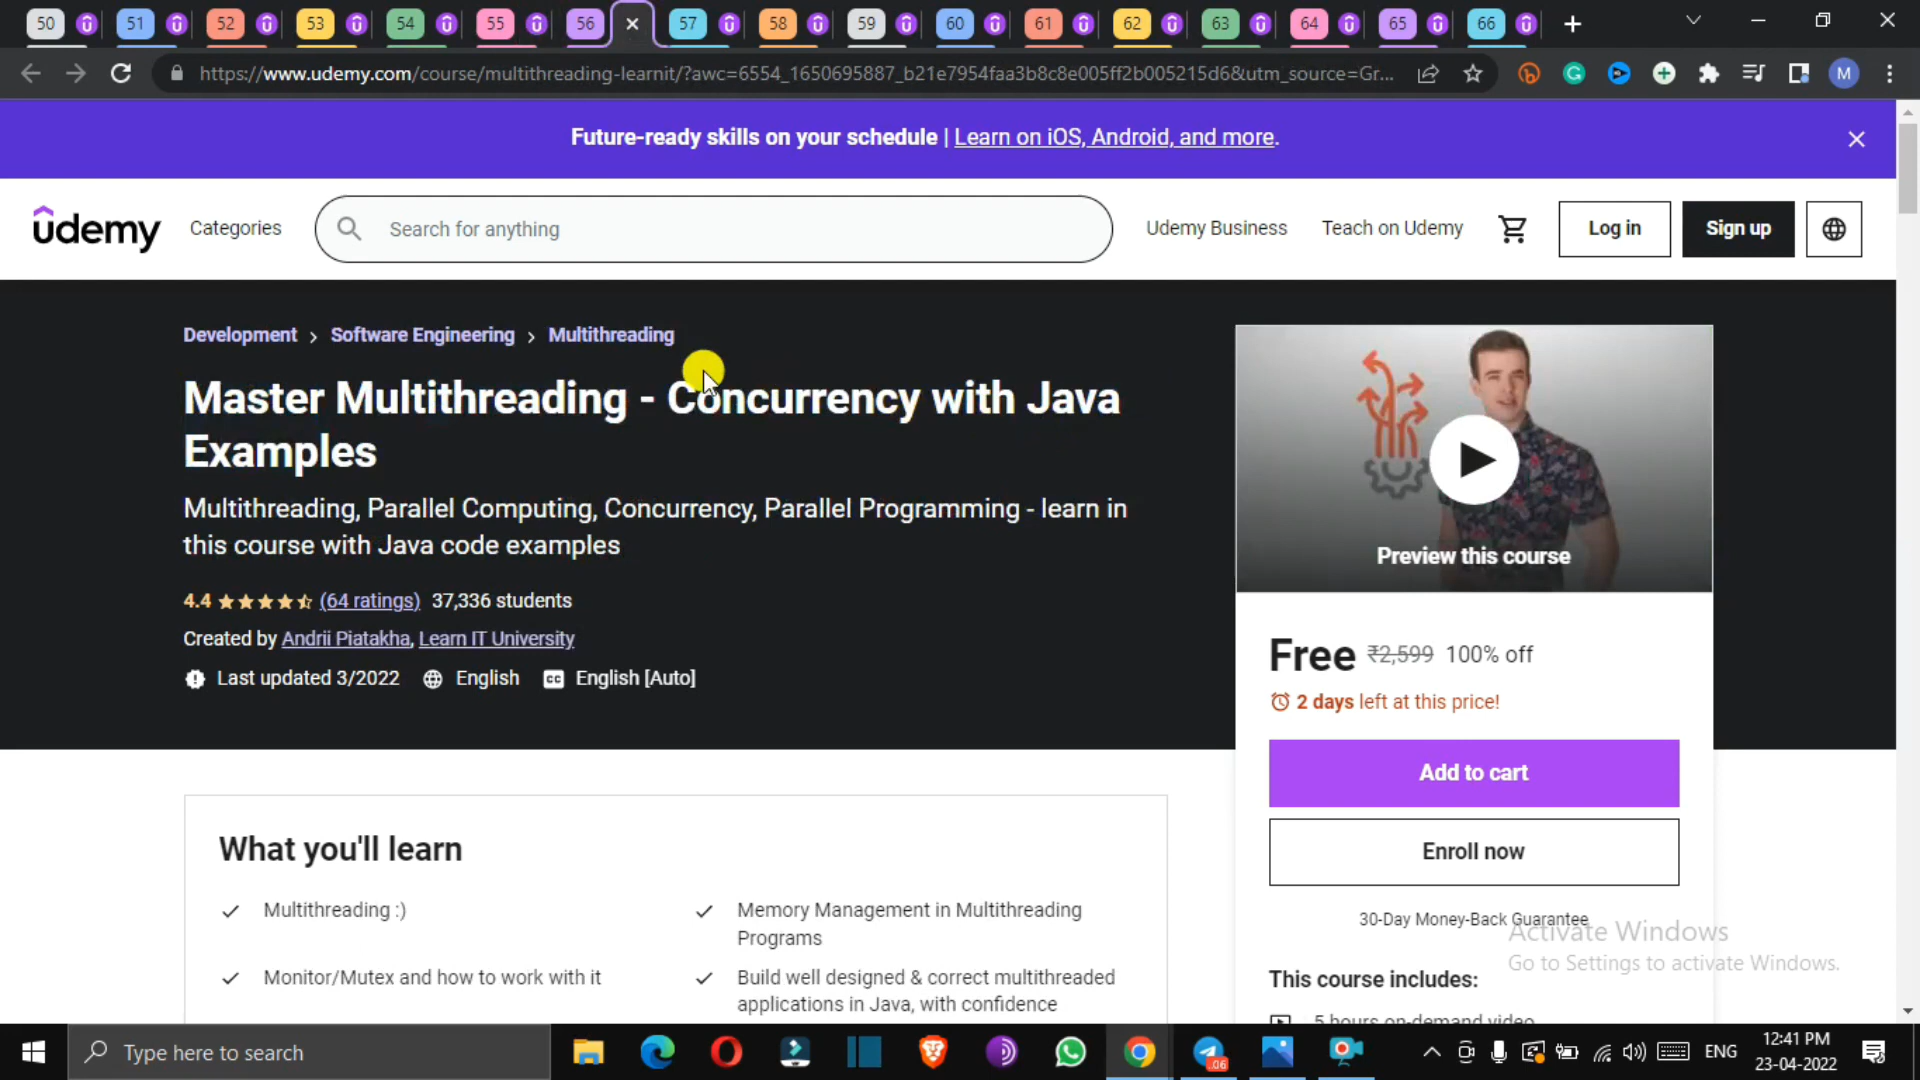 50 51 52 53 54 55 56 57 58 59 60 61 62 63 64 65 66
https://www.udemy.com/course/multithreading-learnit/?awc=6554_1650695887_b21e7954faa3b8c8e005ff2b005215d6&utm_source=Gr...
M
Future-ready skills on your schedule | Learn on iOS, Android, and more.
udemy
Categories
Search for anything
Udemy Business
Teach on Udemy
Log in
Sign up
Development > Software Engineering > Multithreading
Master Multithreading - Concurrency with Java
Examples
Multithreading, Parallel Computing, Concurrency, Parallel Programming - learn in
this course with Java code examples
4.4 (64 ratings) 37,336 students
Created by Andrii Piatakha, Learn IT University
Last updated 3/2022 English CC English [Auto]
Preview this course
Free ₹2,599 100% off
2 days left at this price!
Add to cart
Enroll now
30-Day Money-Back Guarantee
This course includes:
5 hours on-demand video
What you'll learn
Multithreading :)
Memory Management in Multithreading
Programs
Monitor/Mutex and how to work with it
Build well designed & correct multithreaded
applications in Java, with confidence
Activate Windows
Go to Settings to activate Windows.
Type here to search
.06
ENG
12:41 PM
23-04-2022